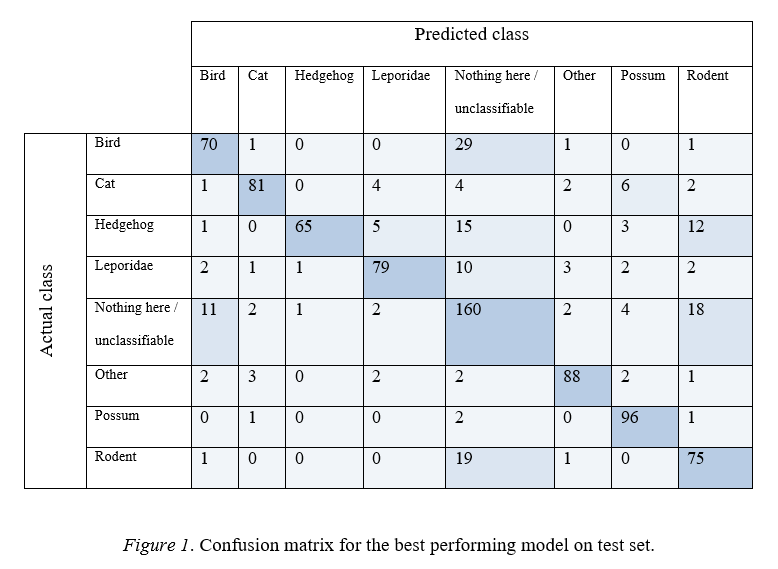 Predicted class
Bird Cat Hedgehog Leporidae Nothing here / Other Possum Rodent
unclassifiable
Actual class
Bird 70 1 0 0 29 1 0 1
Cat 1 81 0 4 4 2 6 2
Hedgehog 1 0 65 5 15 0 3 12
Leporidae 2 1 1 79 10 3 2 2
Nothing here / 11 2 1 2 160 2 4 18
unclassifiable
Other 2 3 0 2 2 88 2 1
Possum 0 1 0 0 2 0 96 1
Rodent 1 0 0 0 19 1 0 75
Figure 1. Confusion matrix for the best performing model on test set.